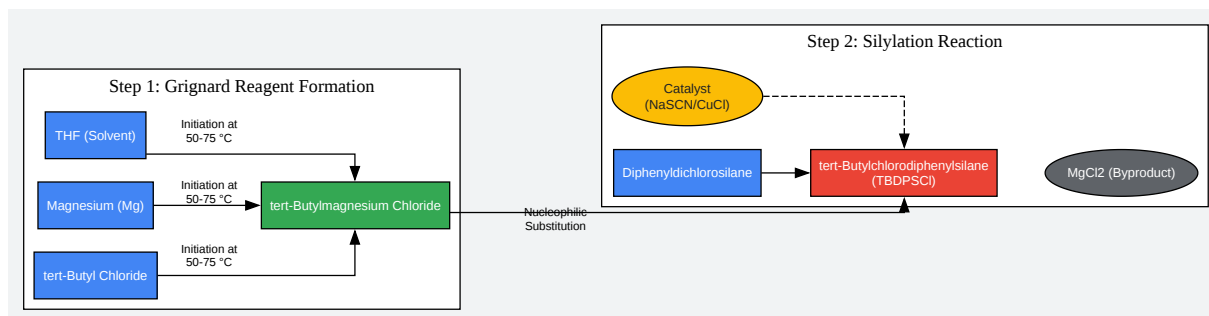 Step 1: Grignard Reagent Formation
THF (Solvent)
Initiation at
50-75 °C
Magnesium (Mg)
Initiation at
50-75 °C
tert-Butylmagnesium Chloride
tert-Butyl Chloride
Initiation at
50-75 °C
Nucleophilic
Substitution
Step 2: Silylation Reaction
Catalyst
(NaSCN/CuCl)
Diphenyldichlorosilane
tert-Butylchlorodiphenylsilane
(TBDPSCl)
MgCl2 (Byproduct)